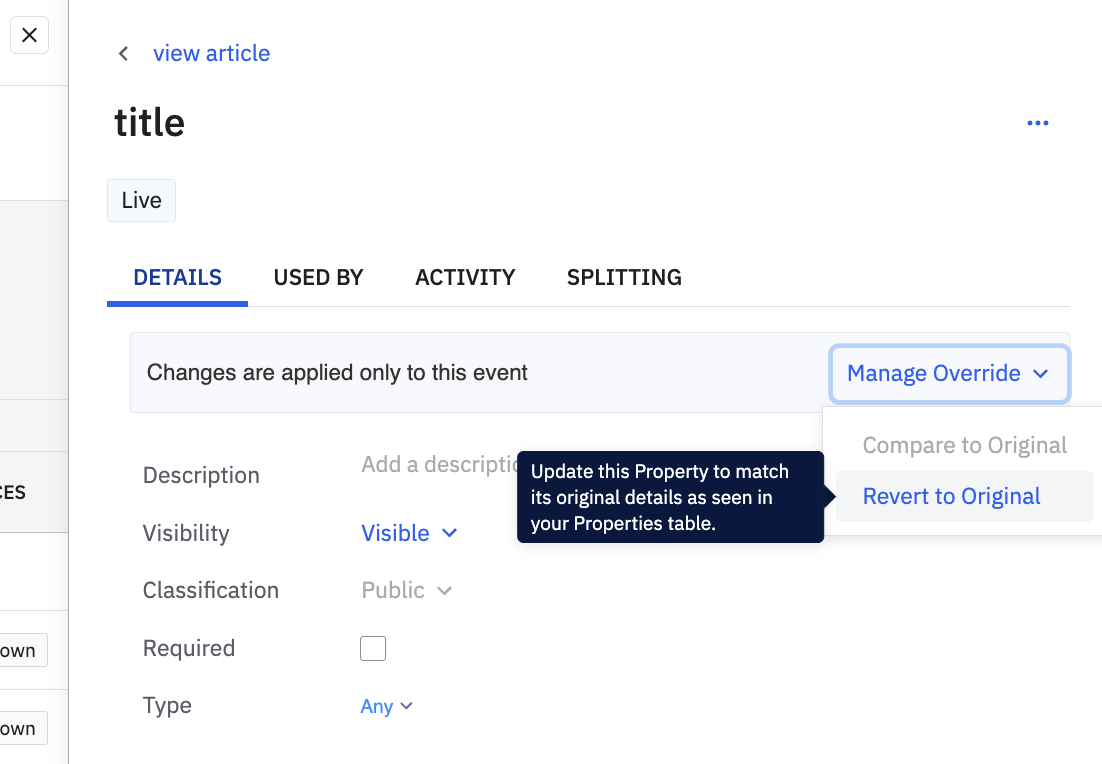 view article
title
...
Live
DETAILS USED BY ACTIVITY SPLITTING
Changes are applied only to this event
Manage Override
Compare to Original
Revert to Original
Update this Property to match
its original details as seen in
your Properties table.
CES
Description Add a descriptio
Visibility Visible
Classification Public
Required
own
Type Any
own